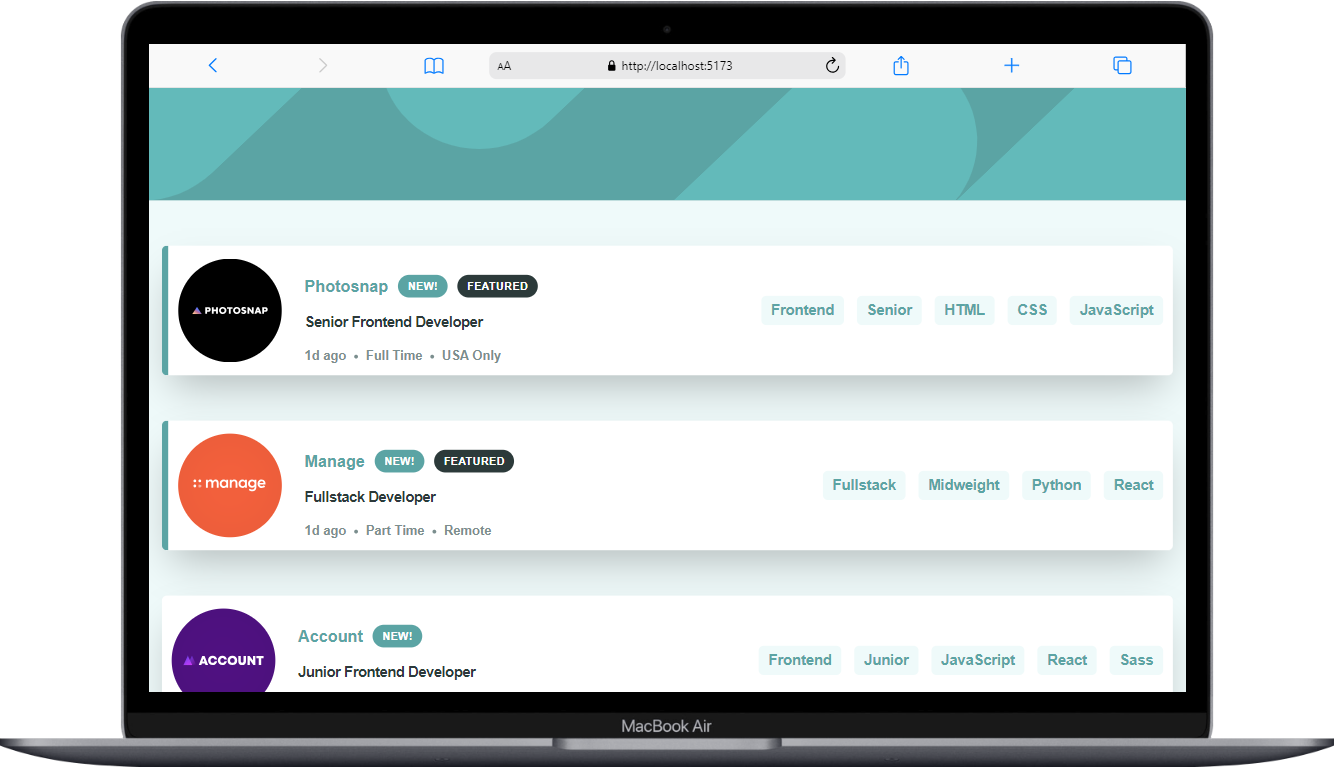 AA http://localhost:5173
PHOTOSNAP
Photosnap NEW! FEATURED
Senior Frontend Developer
1d ago • Full Time • USA Only
Frontend Senior HTML CSS JavaScript
manage
Manage NEW! FEATURED
Fullstack Developer
1d ago • Part Time • Remote
Fullstack Midweight Python React
ACCOUNT
Account NEW!
Junior Frontend Developer
Frontend Junior JavaScript React Sass
MacBook Air